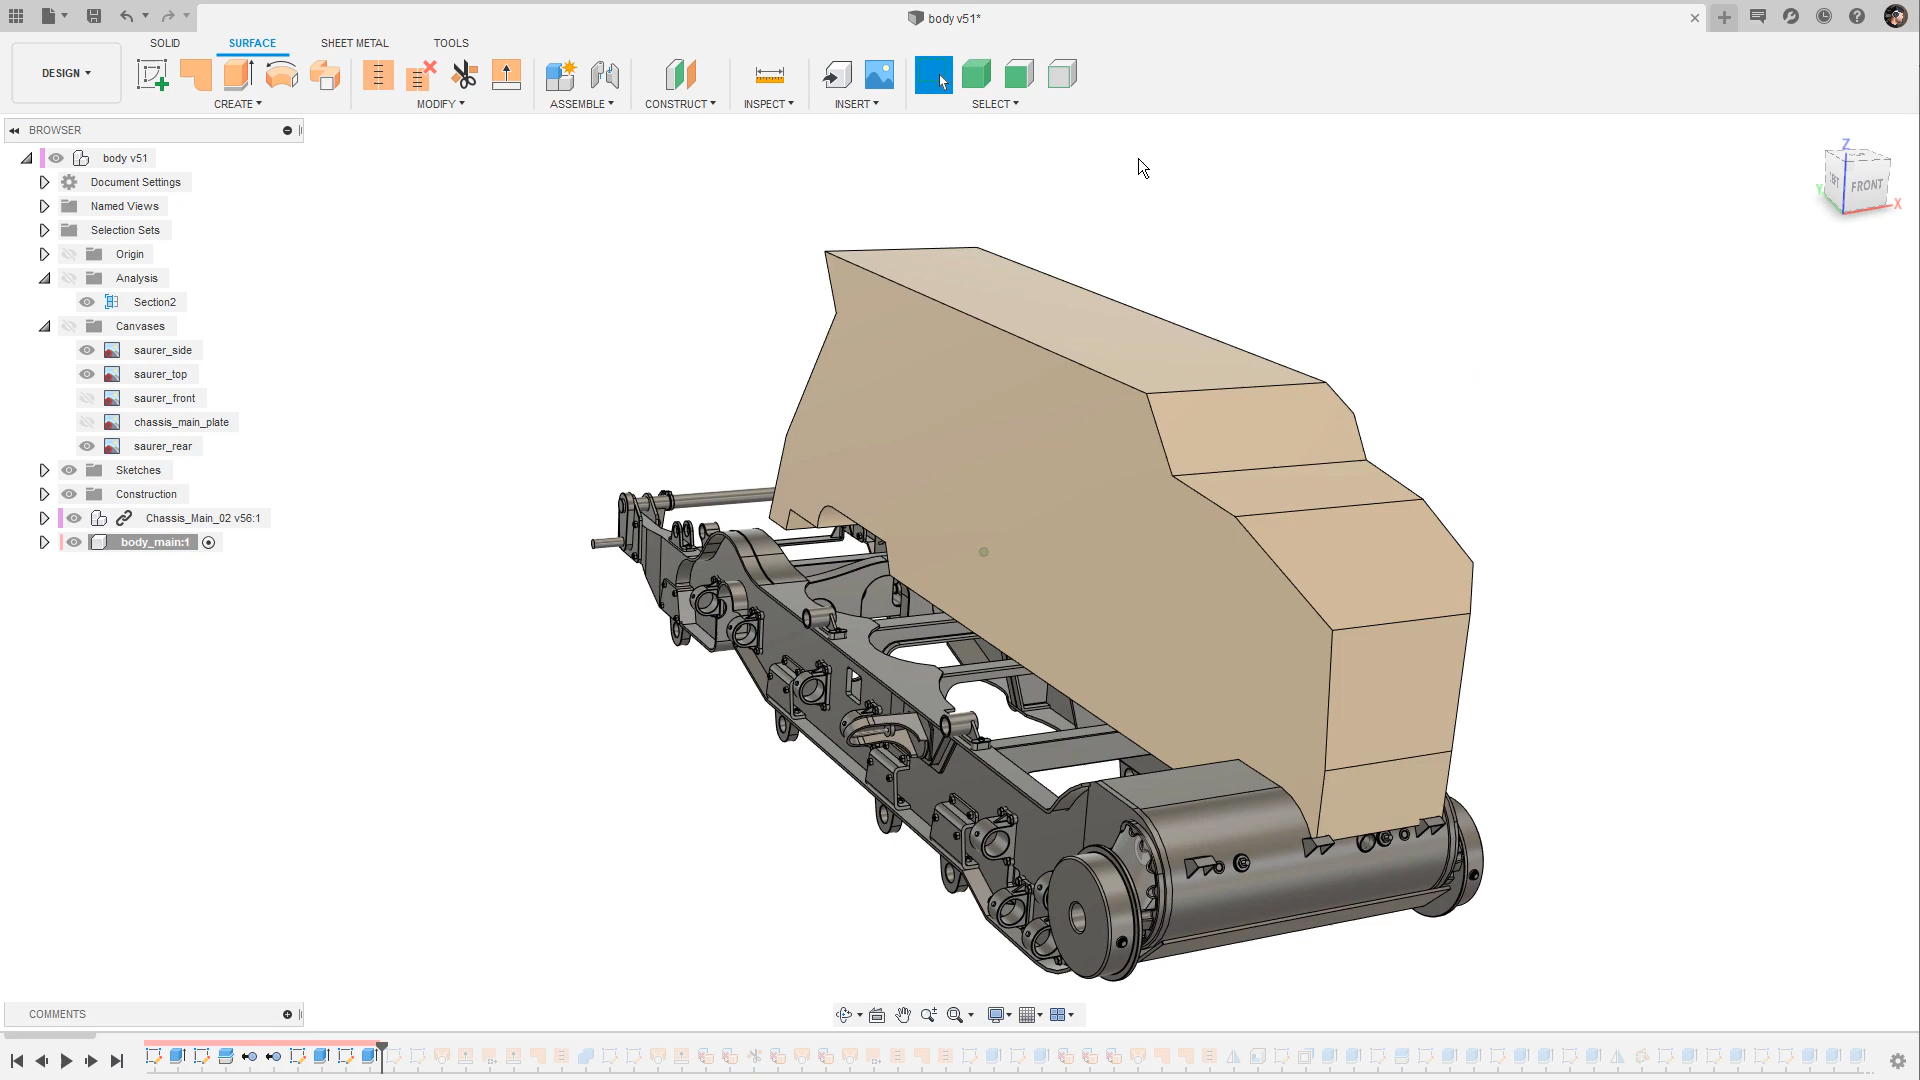 body v51*
SOLID SURFACE SHEET METAL TOOLS
DESIGN
CREATE MODIFY ASSEMBLE CONSTRUCT INSPECT INSERT SELECT
BROWSER
body v51
Document Settings
Named Views
Selection Sets
Origin
Analysis
Section2
Canvases
saurer_side
saurer_top
saurer_front
chassis_main_plate
saurer_rear
Sketches
Construction
Chassis_Main_02 v56:1
body_main:1
Z
FRONT
Y
X
COMMENTS